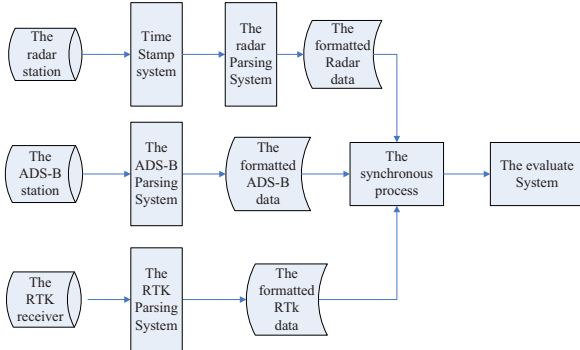 The
radar
station
Time
Stamp
system
The
radar
Parsing
System
The
formatted
Radar
data
The
ADS-B
station
The
ADS-B
Parsing
System
The
formatted
ADS-B
data
The
synchronous
process
The evaluate
System
The
RTK
receiver
The
RTK
Parsing
System
The
formatted
RTk
data